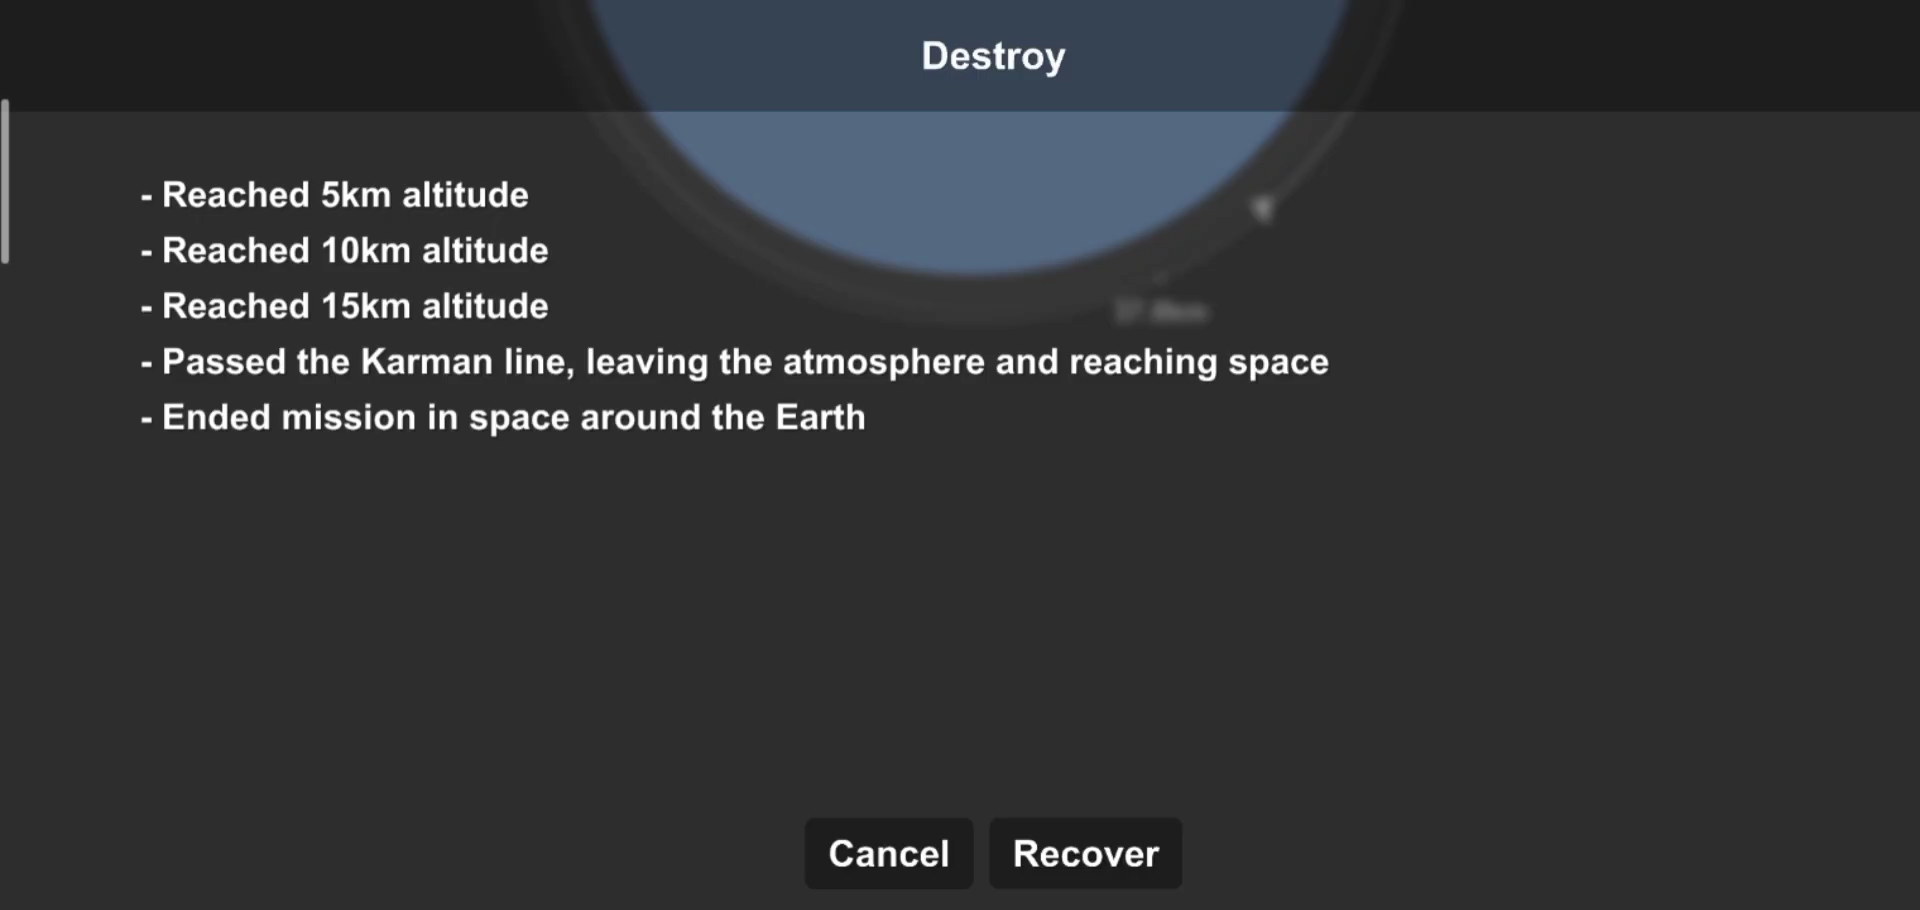 Destroy
- Reached 5km altitude
- Reached 10km altitude
- Reached 15km altitude
- Passed the Karman line, leaving the atmosphere and reaching space
- Ended mission in space around the Earth
Cancel
Recover